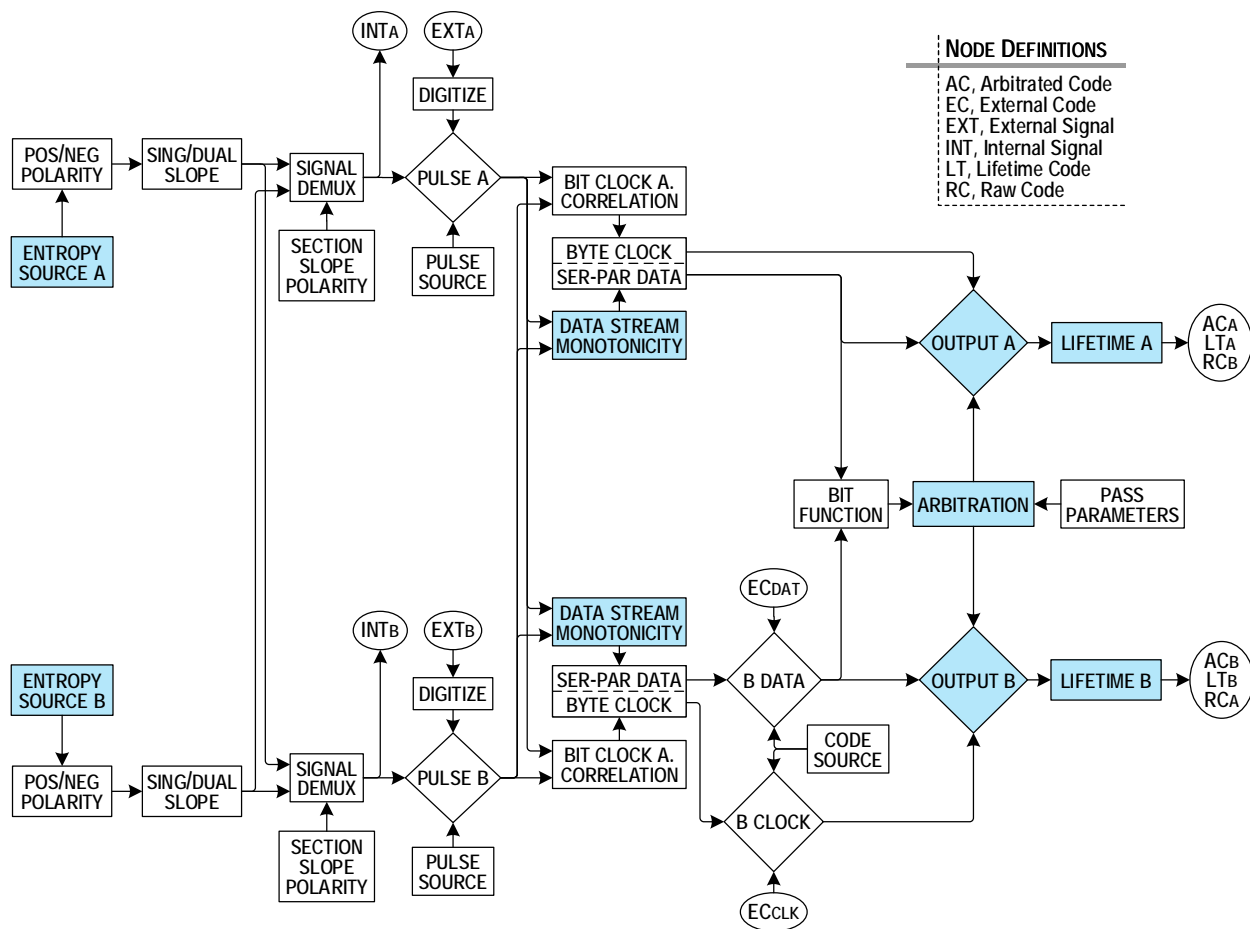 INTA
EXTA
NODE DEFINITIONS
AC, Arbitrated Code
EC, External Code
EXT, External Signal
INT, Internal Signal
LT, Lifetime Code
RC, Raw Code
DIGITIZE
POS/NEG
POLARITY
SING/DUAL
SLOPE
SIGNAL
DEMUX
PULSE A
BIT CLOCK A.
CORRELATION
ENTROPY
SOURCE A
SECTION
SLOPE
POLARITY
PULSE
SOURCE
BYTE CLOCK
SER-PAR DATA
DATA STREAM
MONOTONICITY
OUTPUT A
LIFETIME A
ACA
LTA
RCB
BIT
FUNCTION
ARBITRATION
PASS
PARAMETERS
INTB
EXTB
DATA STREAM
MONOTONICITY
ECDAT
ENTROPY
SOURCE B
DIGITIZE
SER-PAR DATA
BYTE CLOCK
B DATA
OUTPUT B
LIFETIME B
ACB
LTB
RCA
POS/NEG
POLARITY
SING/DUAL
SLOPE
SIGNAL
DEMUX
PULSE B
BIT CLOCK A.
CORRELATION
CODE
SOURCE
B CLOCK
SECTION
SLOPE
POLARITY
PULSE
SOURCE
ECCLK